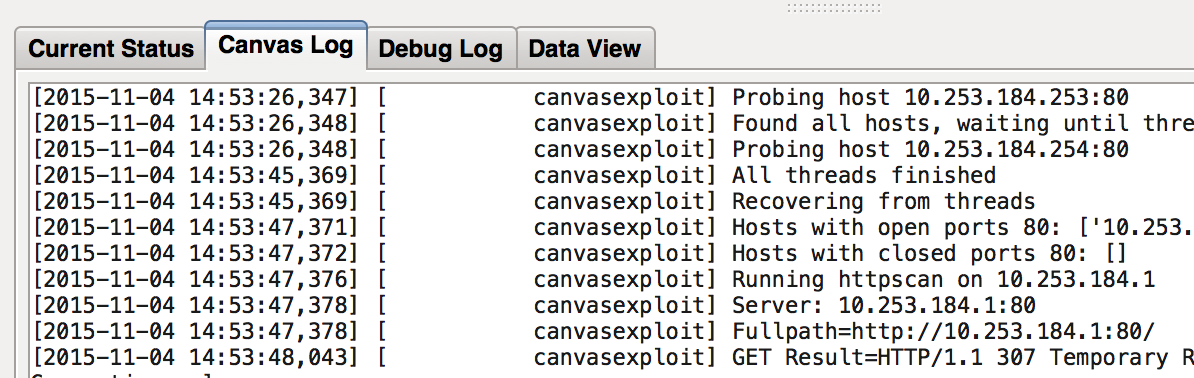 Current Status Canvas Log Debug Log Data View
[2015-11-04 14:53:26,347] [ canvasexploit] Probing host 10.253.184.253:80
[2015-11-04 14:53:26,348] [ canvasexploit] Found all hosts, waiting until thre
[2015-11-04 14:53:26,348] [ canvasexploit] Probing host 10.253.184.254:80
[2015-11-04 14:53:45,369] [ canvasexploit] All threads finished
[2015-11-04 14:53:45,369] [ canvasexploit] Recovering from threads
[2015-11-04 14:53:47,371] [ canvasexploit] Hosts with open ports 80: ['10.253.
[2015-11-04 14:53:47,372] [ canvasexploit] Hosts with closed ports 80: []
[2015-11-04 14:53:47,376] [ canvasexploit] Running httpscan on 10.253.184.1
[2015-11-04 14:53:47,378] [ canvasexploit] Server: 10.253.184.1:80
[2015-11-04 14:53:47,378] [ canvasexploit] Fullpath=http://10.253.184.1:80/
[2015-11-04 14:53:48,043] [ canvasexploit] GET Result=HTTP/1.1 307 Temporary R